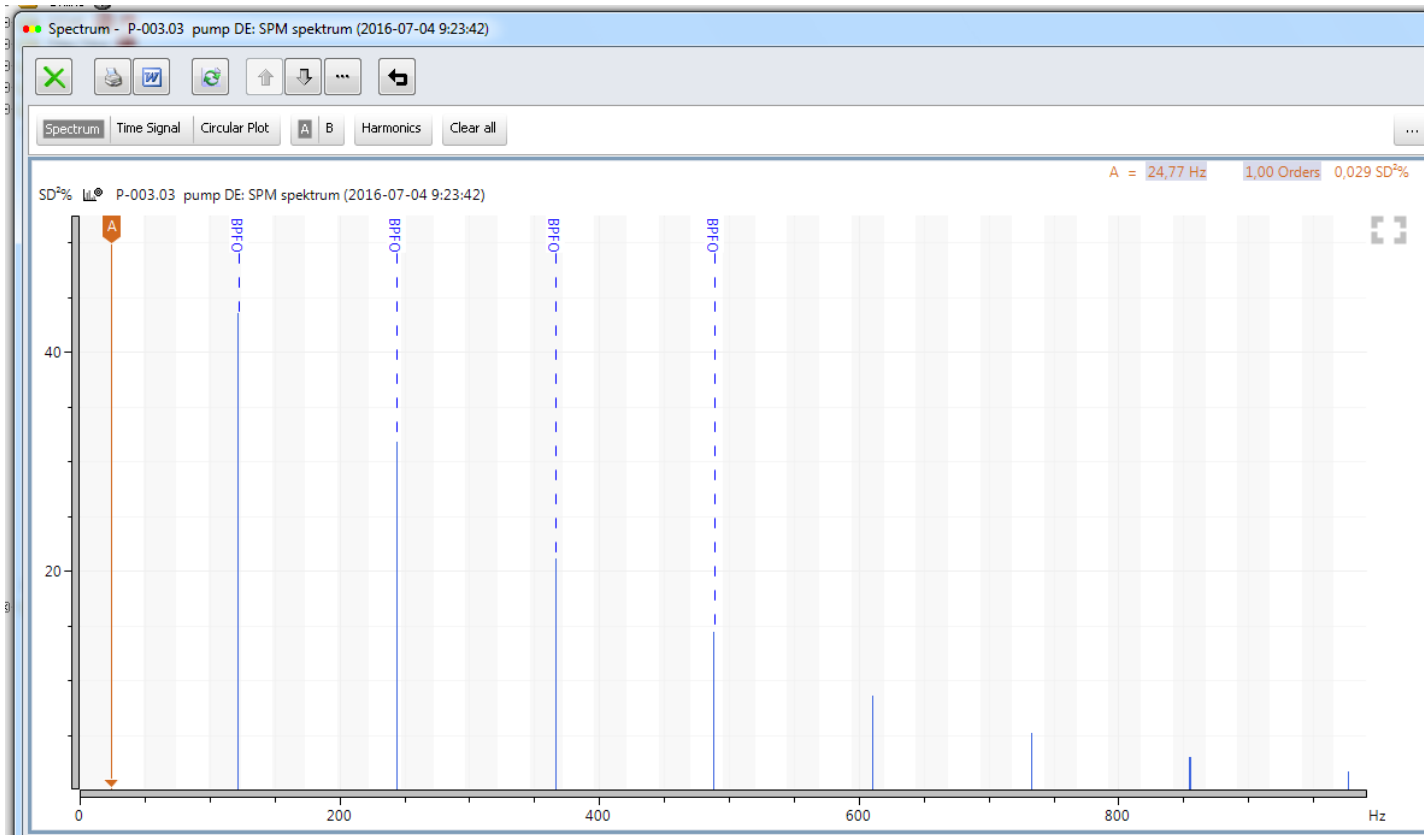 Spectrum - P-003.03 pump DE: SPM spektrum (2016-07-04 9:23:42)
Spectrum Time Signal Circular Plot A B Harmonics Clear all ...
A = 24,77 Hz 1,00 Orders 0,029 SD²%
SD²% P-003.03 pump DE: SPM spektrum (2016-07-04 9:23:42)
A BPFO BPFO BPFO BPFO
40
20
0 200 400 600 800 Hz